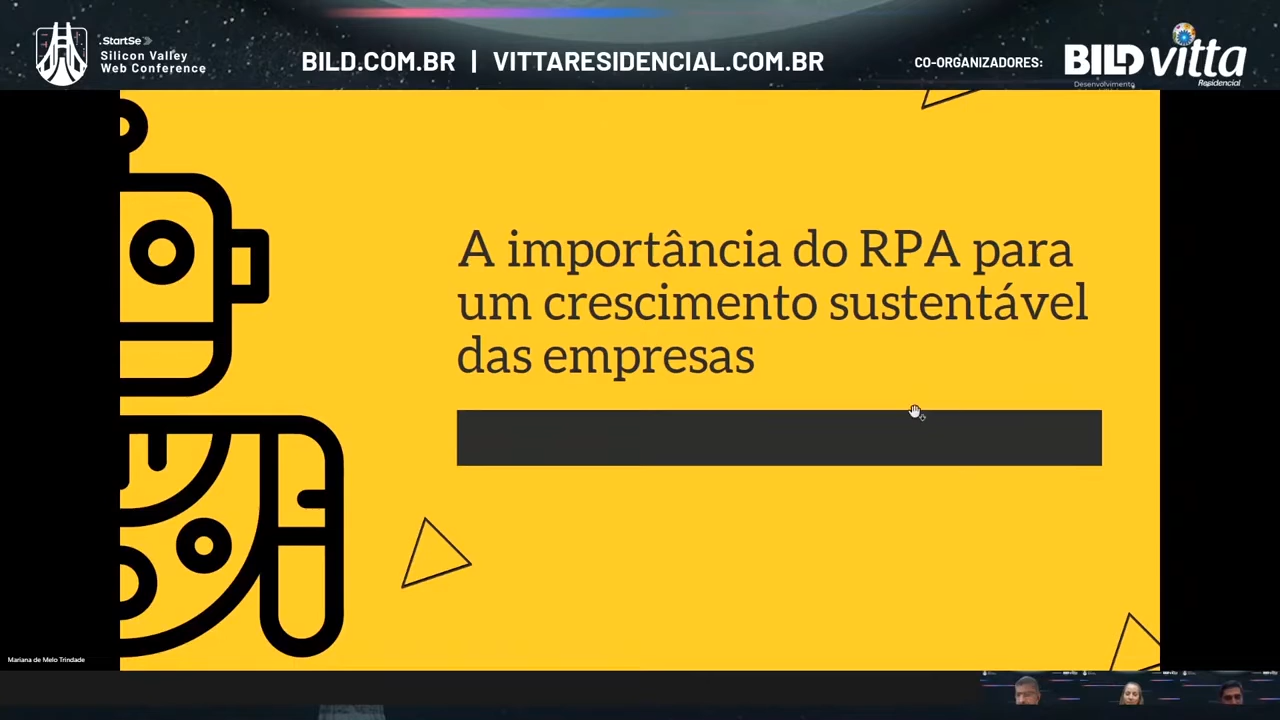 .StartSe
Silicon Valley
Web Conference
BILD.COM.BR | VITTARESIDENCIAL.COM.BR
CO-ORGANIZADORES:
BILD
Desenvolvimento
vitta
Residencial
A importância do RPA para
um crescimento sustentável
das empresas
Mariana de Melo Trindade